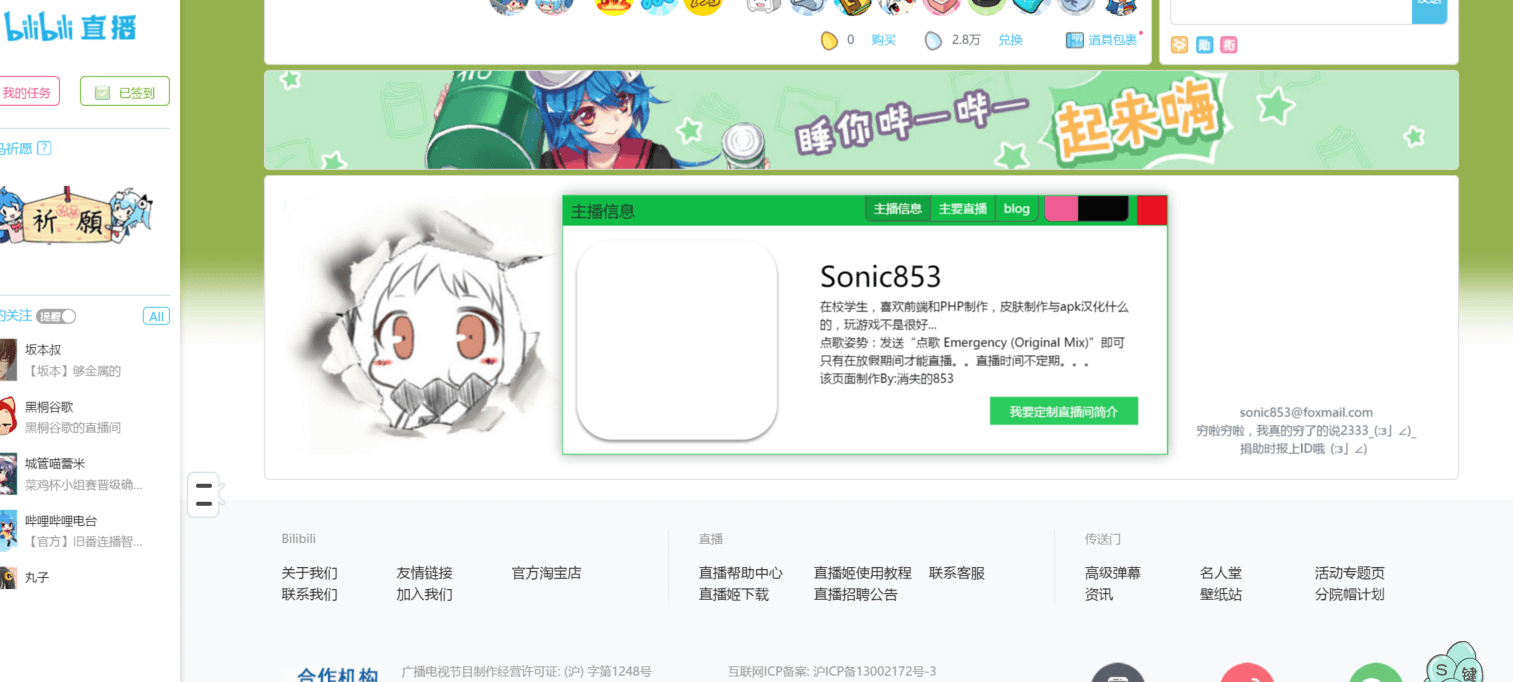 bilibili 直播
我的任务
已签到
祈愿 ?
祈願
的关注 提醒
All
坂本叔
【坂本】够金属的
黑桐谷歌
黑桐谷歌的直播间
城管喵蕾米
菜鸡杯小组赛晋级确...
哔哩哔哩电台
【官方】旧番连播智...
丸子
0 购买
2.8万 兑换
道具包裹
发送
勋
衔
睡你哔一哔一
起来嗨
主播信息
主播信息 主要直播 blog
Sonic853
在校学生，喜欢前端和PHP制作，皮肤制作与apk汉化什么
的，玩游戏不是很好...
点歌姿势：发送“点歌 Emergency (Original Mix)”即可
只有在放假期间才能直播。。直播时间不定期。。。
该页面制作By:消失的853
我要定制直播间简介
sonic853@foxmail.com
穷啦穷啦，我真的穷了的说2333_(:з」∠)_
捐助时报上ID哦 (:з」∠)
Bilibili
关于我们 友情链接 官方淘宝店
联系我们 加入我们
直播
直播帮助中心 直播姬使用教程 联系客服
直播姬下载 直播招聘公告
传送门
高级弹幕 名人堂 活动专题页
资讯 壁纸站 分院帽计划
合作机构
广播电视节目制作经营许可证: (沪) 字第1248号
互联网ICP备案: 沪ICP备13002172号-3
S 键